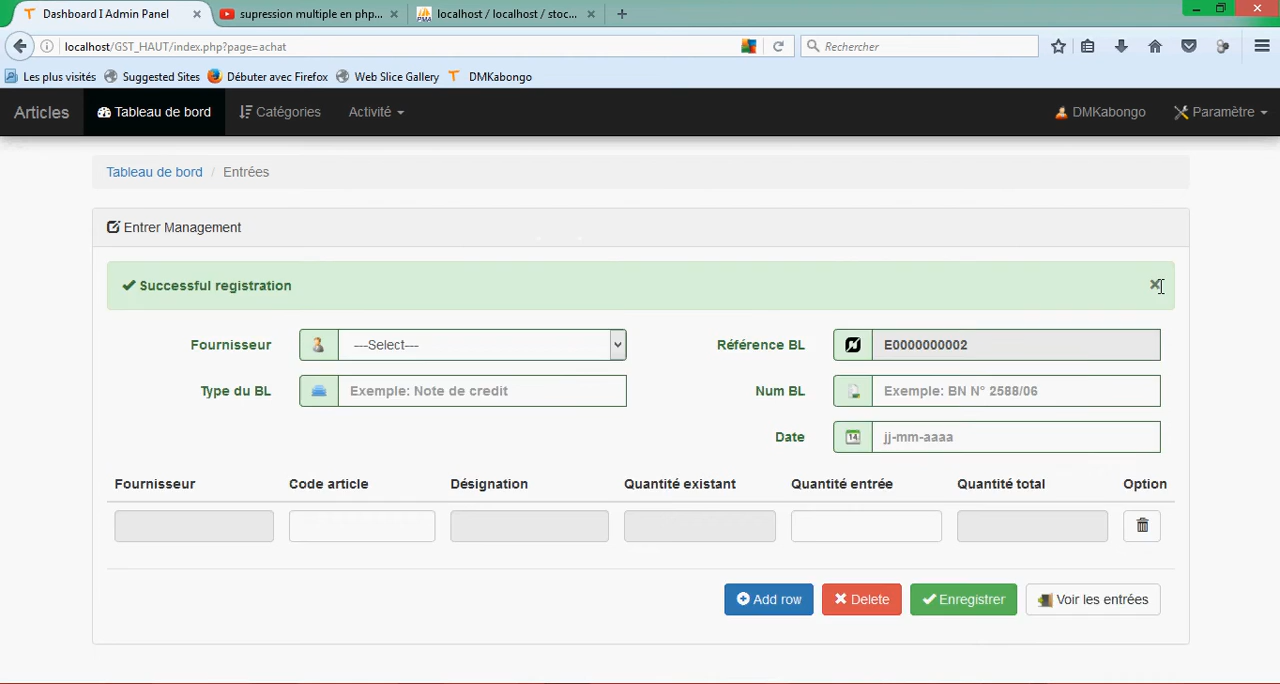 Dashboard I Admin Panel
supression multiple en php...
localhost / localhost / stoc...
localhost/GST_HAUT/index.php?page=achat
Rechercher
Les plus visités Suggested Sites Débuter avec Firefox Web Slice Gallery DMKabongo
Articles Tableau de bord Catégories Activité DMKabongo Paramètre
Tableau de bord / Entrées
Entrer Management
Successful registration
Fournisseur ---Select--- Référence BL E0000000002
Type du BL Exemple: Note de credit Num BL Exemple: BN N° 2588/06
Date 14 jj-mm-aaaa
Fournisseur Code article Désignation Quantité existant Quantité entrée Quantité total Option
Add row Delete Enregistrer Voir les entrées